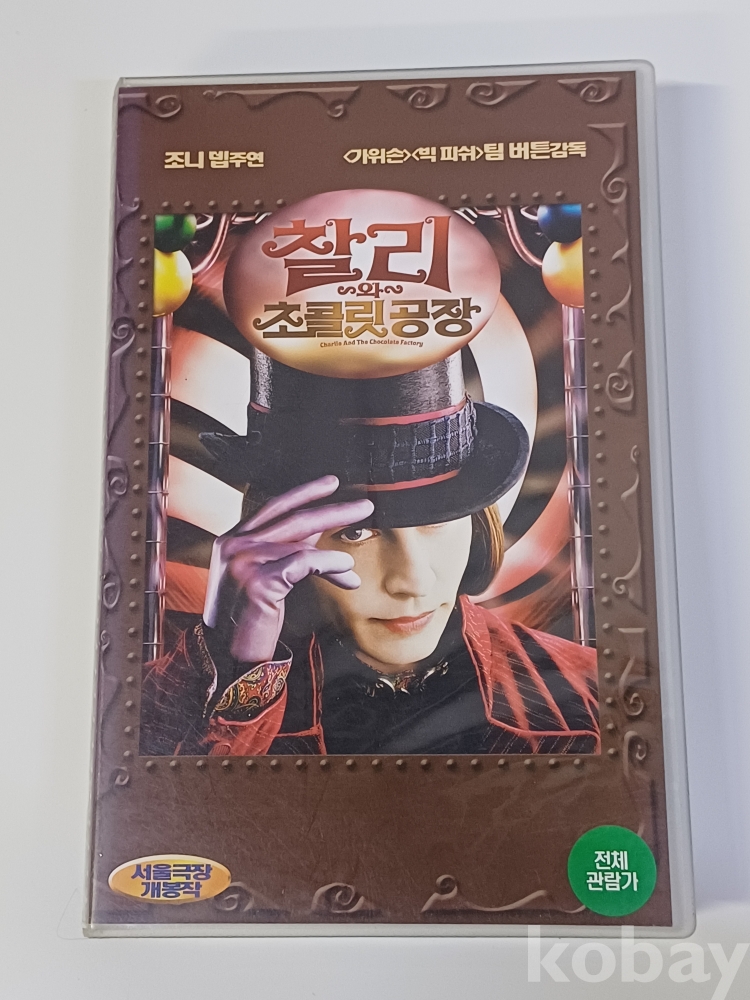 조니 뎁주연
<가위손><빅 피쉬>팀 버튼감독
찰리
와
초콜릿 공장
Charlie And The Chocolate Factory
서울극장
개봉작
전체
관람가
kobay